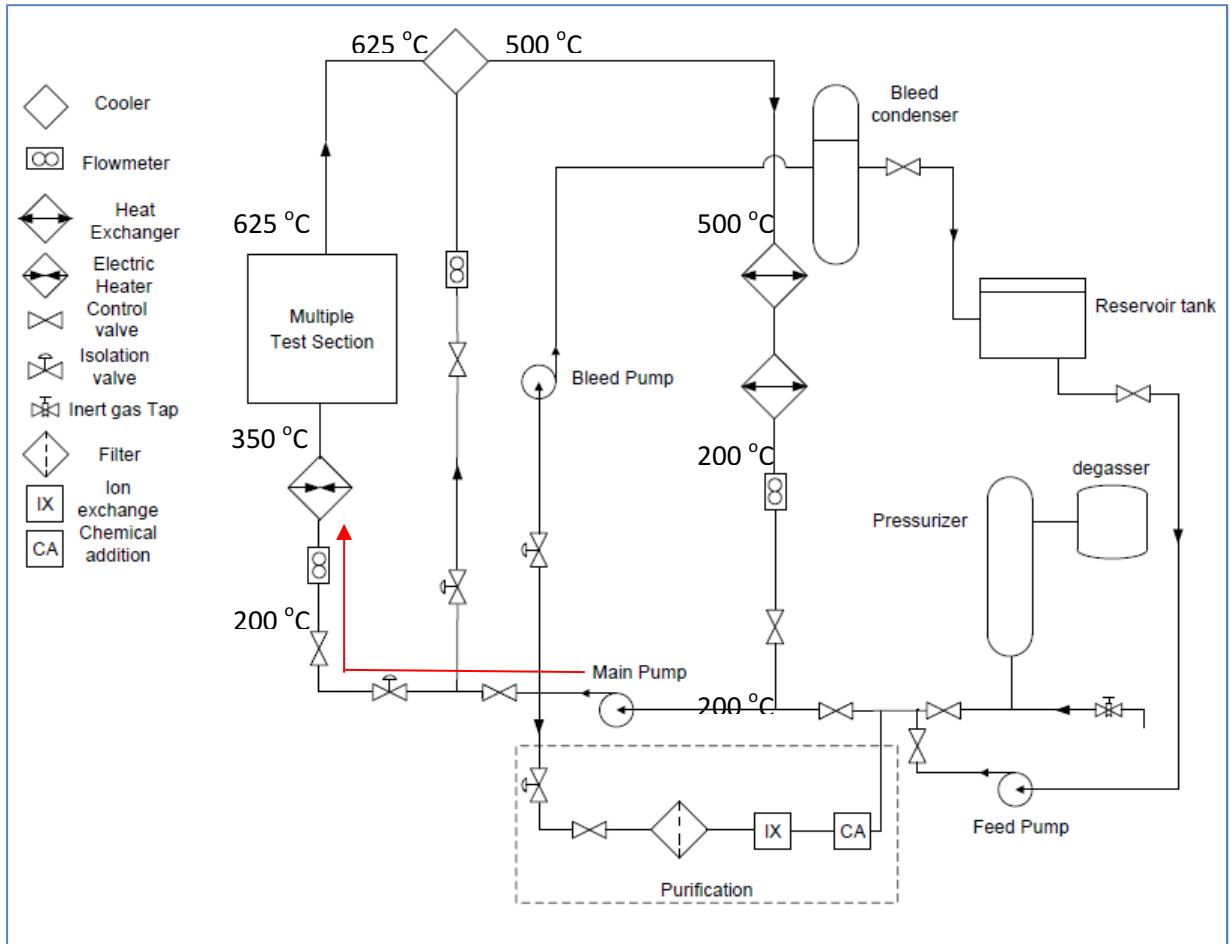 625 °C
500 °C
Cooler
Flowmeter
Heat
Exchanger
Electric
Heater
Control
valve
Isolation
valve
Inert gas Tap
Filter
IX
Ion
exchange
CA
Chemical
addition
625 °C
Multiple
Test Section
350 °C
200 °C
Bleed
condenser
500 °C
Reservoir tank
Bleed Pump
200 °C
degasser
Pressurizer
Main Pump
200 °C
Feed Pump
IX
CA
Purification